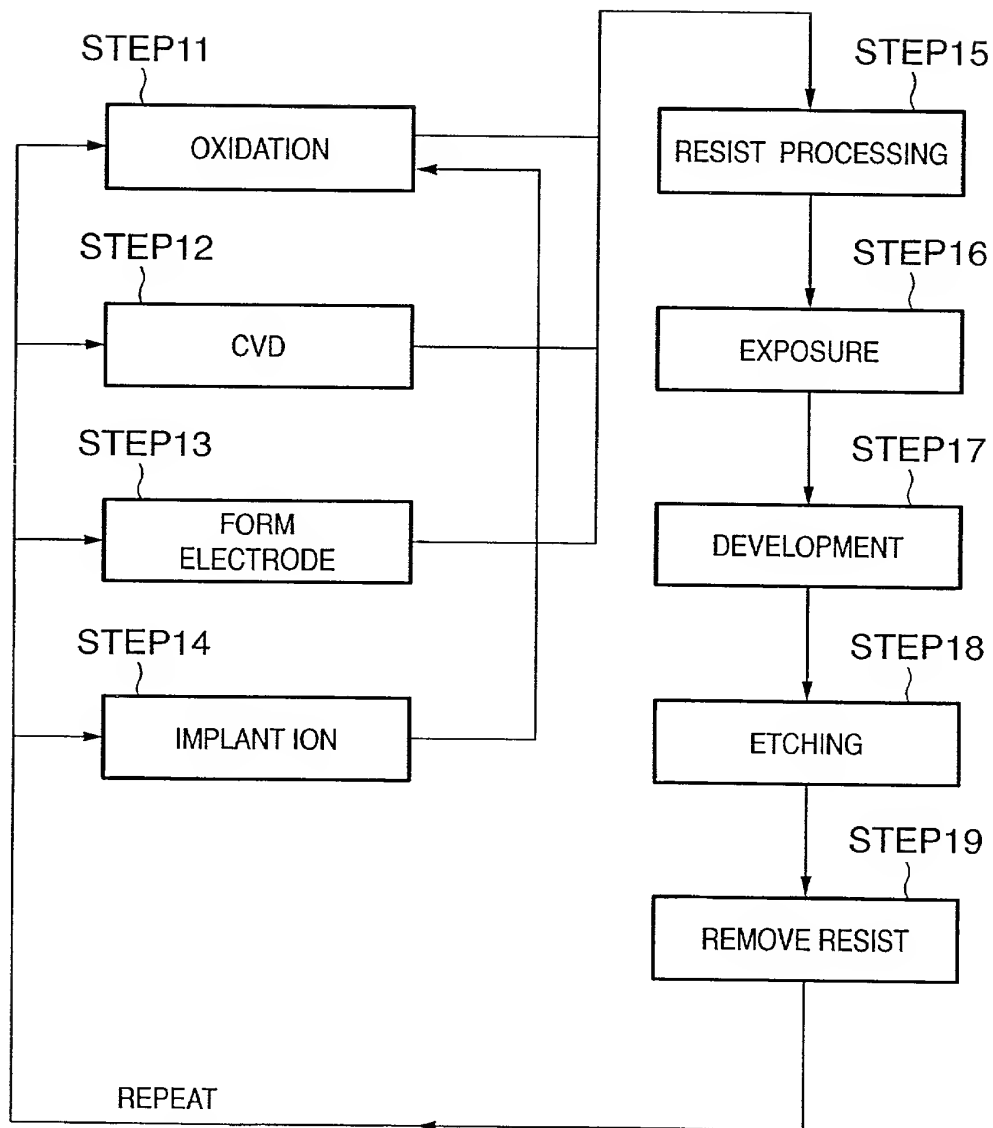 STEP11
OXIDATION
STEP12
CVD
STEP13
FORM
ELECTRODE
STEP14
IMPLANT ION
STEP15
RESIST PROCESSING
STEP16
EXPOSURE
STEP17
DEVELOPMENT
STEP18
ETCHING
STEP19
REMOVE RESIST
REPEAT